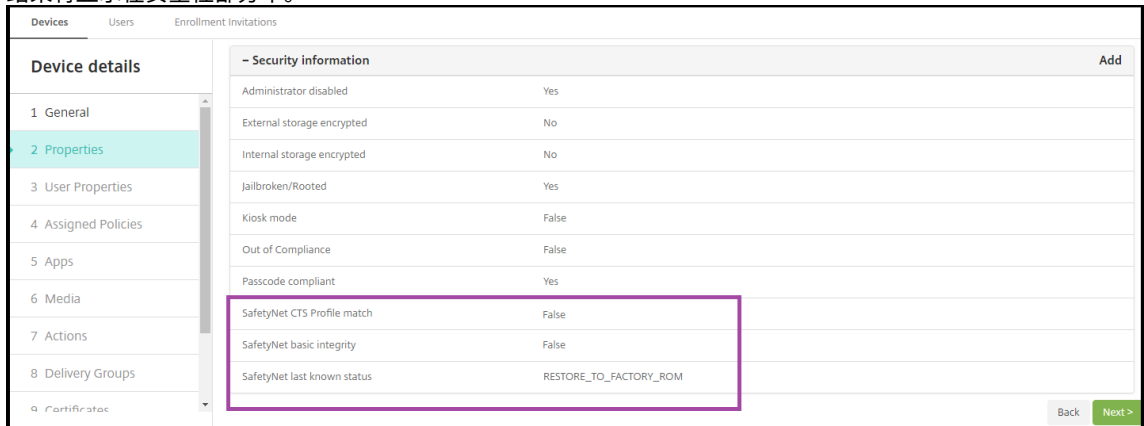 Devices Users Enrollment Invitations
Device details
1 General
2 Properties
3 User Properties
4 Assigned Policies
5 Apps
6 Media
7 Actions
8 Delivery Groups
9 Certificates
− Security information Add
Administrator disabled Yes
External storage encrypted No
Internal storage encrypted No
Jailbroken/Rooted Yes
Kiosk mode False
Out of Compliance False
Passcode compliant Yes
SafetyNet CTS Profile match False
SafetyNet basic integrity False
SafetyNet last known status RESTORE_TO_FACTORY_ROM
Back Next >